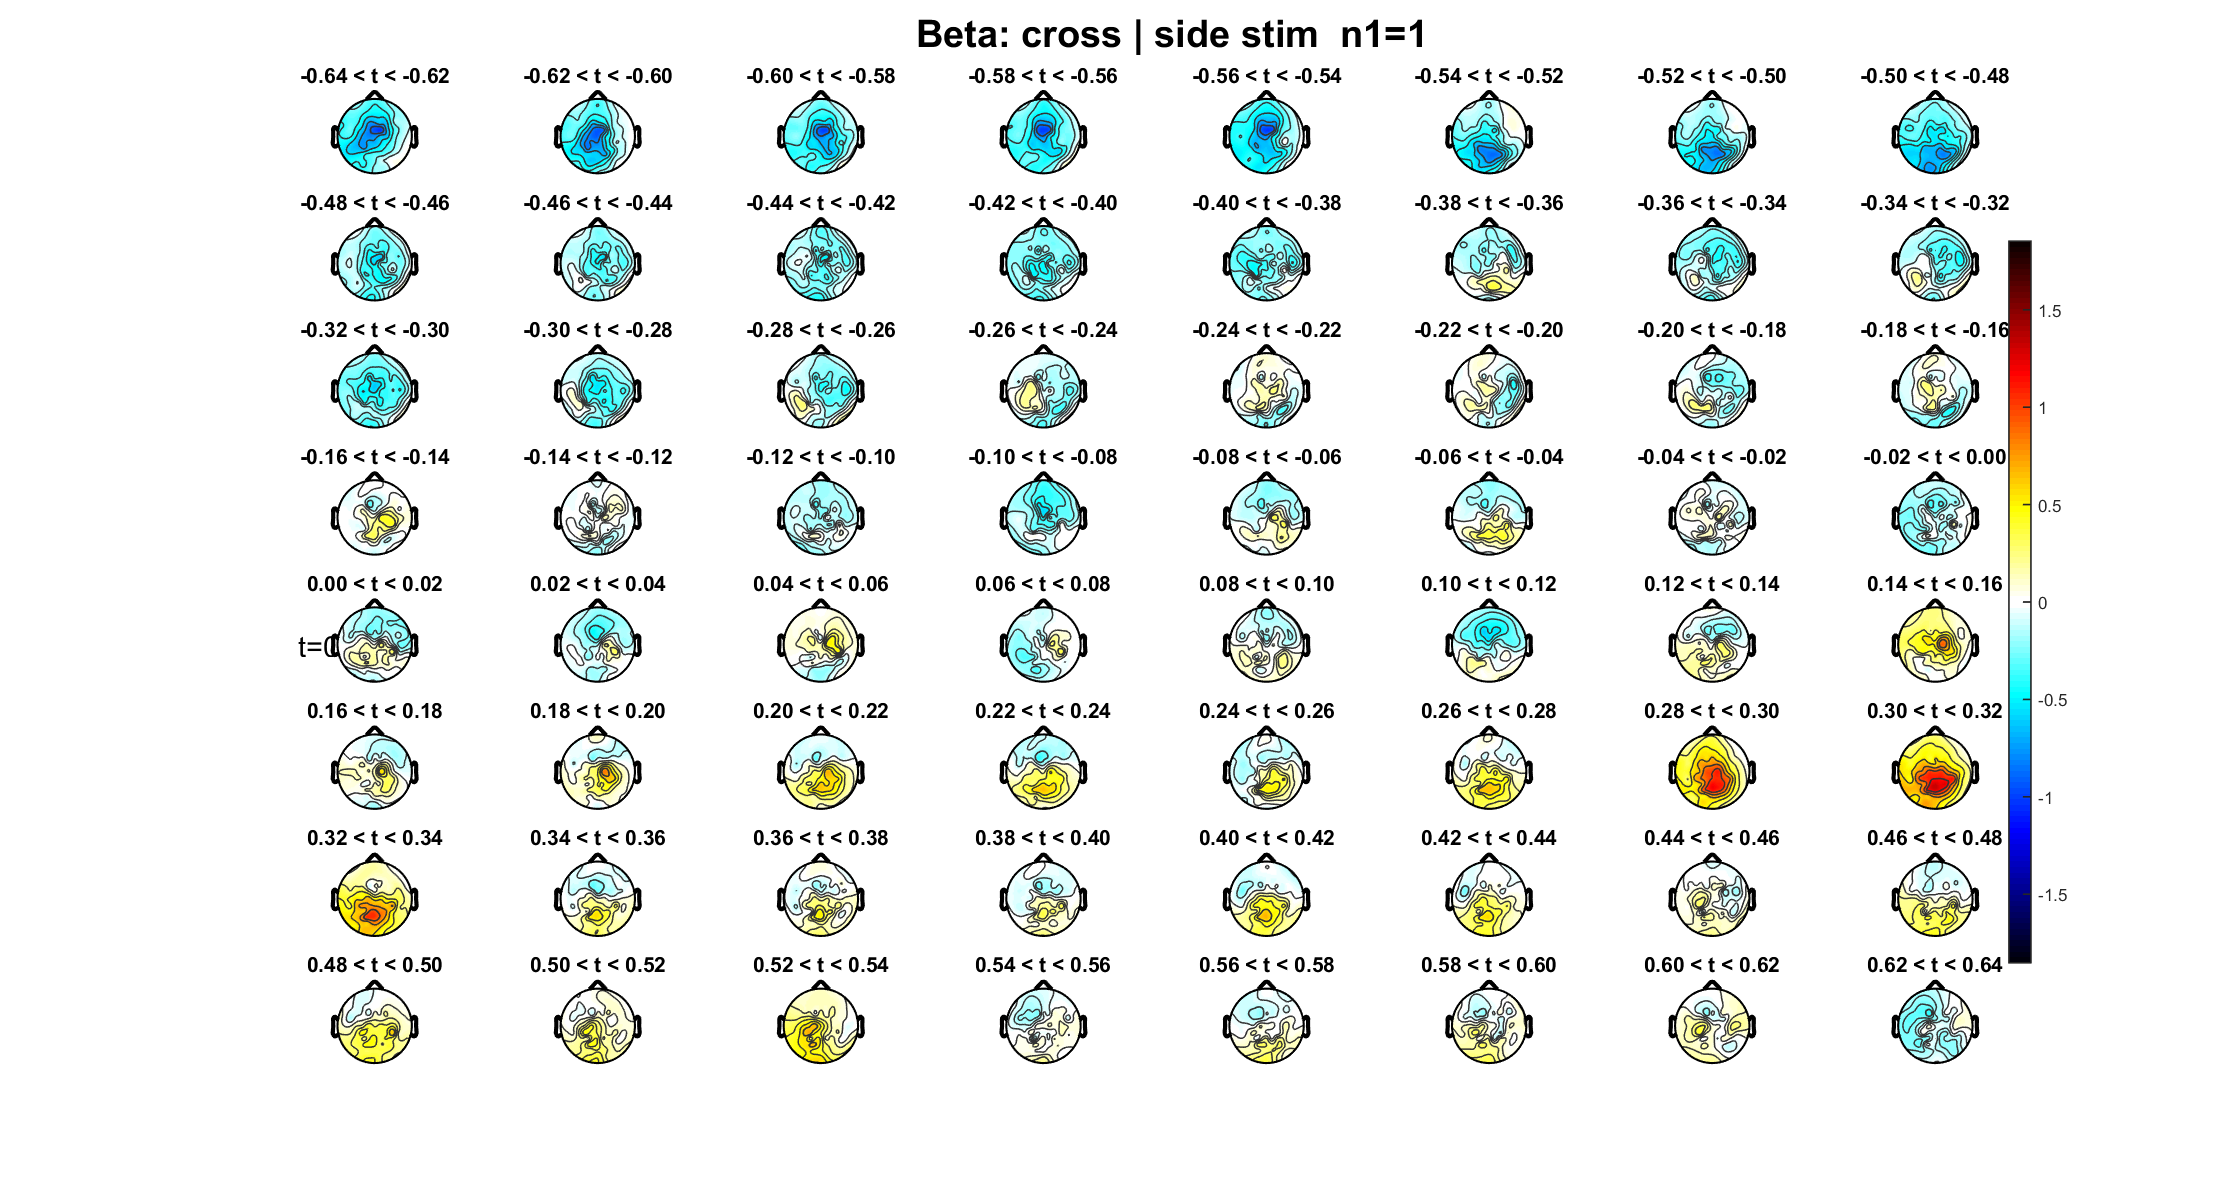 Beta: cross | side stim  n1=1
-0.64 < t < -0.62 -0.62 < t < -0.60 -0.60 < t < -0.58 -0.58 < t < -0.56 -0.56 < t < -0.54 -0.54 < t < -0.52 -0.52 < t < -0.50 -0.50 < t < -0.48
-0.48 < t < -0.46 -0.46 < t < -0.44 -0.44 < t < -0.42 -0.42 < t < -0.40 -0.40 < t < -0.38 -0.38 < t < -0.36 -0.36 < t < -0.34 -0.34 < t < -0.32
-0.32 < t < -0.30 -0.30 < t < -0.28 -0.28 < t < -0.26 -0.26 < t < -0.24 -0.24 < t < -0.22 -0.22 < t < -0.20 -0.20 < t < -0.18 -0.18 < t < -0.16
-0.16 < t < -0.14 -0.14 < t < -0.12 -0.12 < t < -0.10 -0.10 < t < -0.08 -0.08 < t < -0.06 -0.06 < t < -0.04 -0.04 < t < -0.02 -0.02 < t < 0.00
0.00 < t < 0.02 0.02 < t < 0.04 0.04 < t < 0.06 0.06 < t < 0.08 0.08 < t < 0.10 0.10 < t < 0.12 0.12 < t < 0.14 0.14 < t < 0.16
t=0
0.16 < t < 0.18 0.18 < t < 0.20 0.20 < t < 0.22 0.22 < t < 0.24 0.24 < t < 0.26 0.26 < t < 0.28 0.28 < t < 0.30 0.30 < t < 0.32
0.32 < t < 0.34 0.34 < t < 0.36 0.36 < t < 0.38 0.38 < t < 0.40 0.40 < t < 0.42 0.42 < t < 0.44 0.44 < t < 0.46 0.46 < t < 0.48
0.48 < t < 0.50 0.50 < t < 0.52 0.52 < t < 0.54 0.54 < t < 0.56 0.56 < t < 0.58 0.58 < t < 0.60 0.60 < t < 0.62 0.62 < t < 0.64
1.5
1
0.5
0
-0.5
-1
-1.5